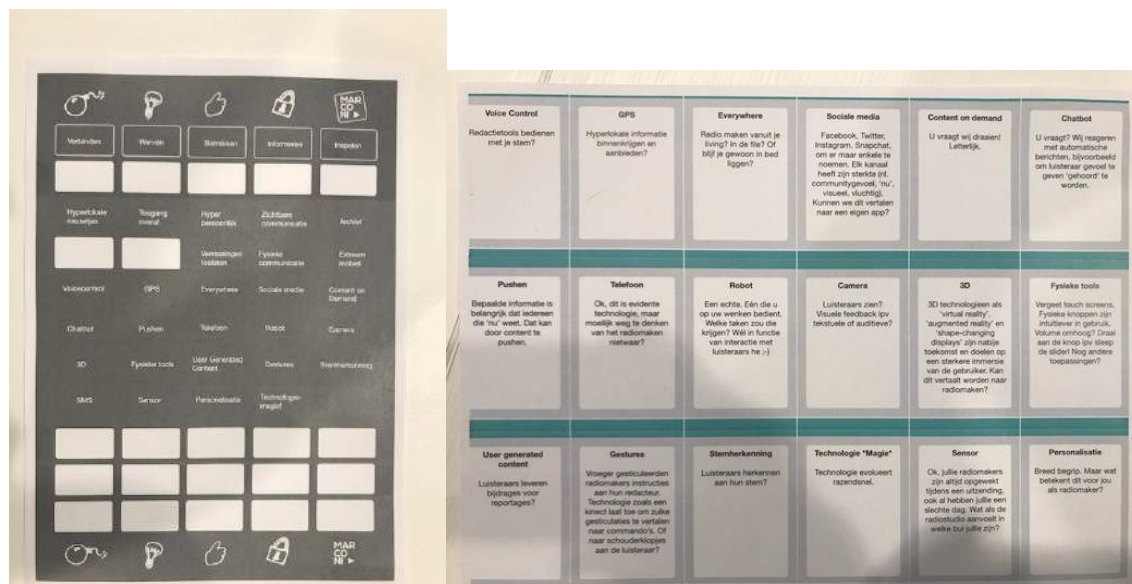 MAR
CO
NI
Verbinden
Werven
Betrekken
Informeren
Inspelen
Hyperlokale
nieuwtjes
Toegang
overal
Hyper
persoonlijk
Zichtbare
communicatie
Archief
Verrassingen
toelaten
Fysieke
communicatie
Extreem
mobiel
Voicecontrol
GPS
Everywhere
Sociale media
Content on
Demand
Chatbot
Pushen
Telefoon
Robot
Camera
3D
Fysieke tools
User Generated
Content
Gestures
Stemherkenning
SMS
Sensor
Personalisatie
Technologie-
magie!
MAR
CO
NI
Voice Control
Redactietools bedienen
met je stem?
GPS
Hyperlokale informatie
binnenkrijgen en
aanbieden?
Everywhere
Radio maken vanuit je
living? In de file? Of
blijf je gewoon in bed
liggen?
Sociale media
Facebook, Twitter,
Instagram, Snapchat,
om er maar enkele te
noemen. Elk kanaal
heeft zijn sterkte (nl.
communitygevoel, 'nu',
visueel, vluchtig).
Kunnen we dit vertalen
naar een eigen app?
Content on demand
U vraagt wij draaien!
Letterlijk.
Chatbot
U vraagt? Wij reageren
met automatische
berichten, bijvoorbeeld
om luisteraar gevoel te
geven 'gehoord' te
worden.
Pushen
Bepaalde informatie is
belangrijk dat iedereen
die 'nu' weet. Dat kan
door content te
pushen.
Telefoon
Ok, dit is evidente
technologie, maar
moeilijk weg te denken
van het radiomaken
nietwaar?
Robot
Een echte. Eén die u
op uw wenken bedient.
Welke taken zou die
krijgen? Wél in functie
van interactie met
luisteraars he ;-)
Camera
Luisteraars zien?
Visuele feedback ipv
tekstuele of auditieve?
3D
3D technologieen als
'virtual reality',
'augmented reality' en
'shape-changing
displays' zijn nabije
toekomst en doelen op
een sterkere immersie
van de gebruiker. Kan
dit vertaalt worden naar
radiomaken?
Fysieke tools
Vergeet touch screens.
Fysieke knoppen zijn
intuitiever in gebruik.
Volume omhoog? Draai
aan de knop ipv sleep
de slider! Nog andere
toepassingen?
User generated
content
Luisteraars leveren
bijdrages voor
reportages?
Gestures
Vroeger gesticuleerden
radiomakers instructies
aan hun redacteur.
Technologie zoals een
kinect laat toe om zulke
gesticulaties te vertalen
naar commando's. Of
naar schouderklopjes
aan de luisteraar?
Stemherkenning
Luisteraars herkennen
aan hun stem?
Technologie "Magie"
Technologie evolueert
razendsnel.
Sensor
Ok, jullie radiomakers
zijn altijd opgewekt
tijdens een uitzending,
ook al hebben jullie een
slechte dag. Wat als de
radiostudio aanvoelt in
welke bui jullie zijn?
Personalisatie
Breed begrip. Maar wat
betekent dit voor jou
als radiomaker?